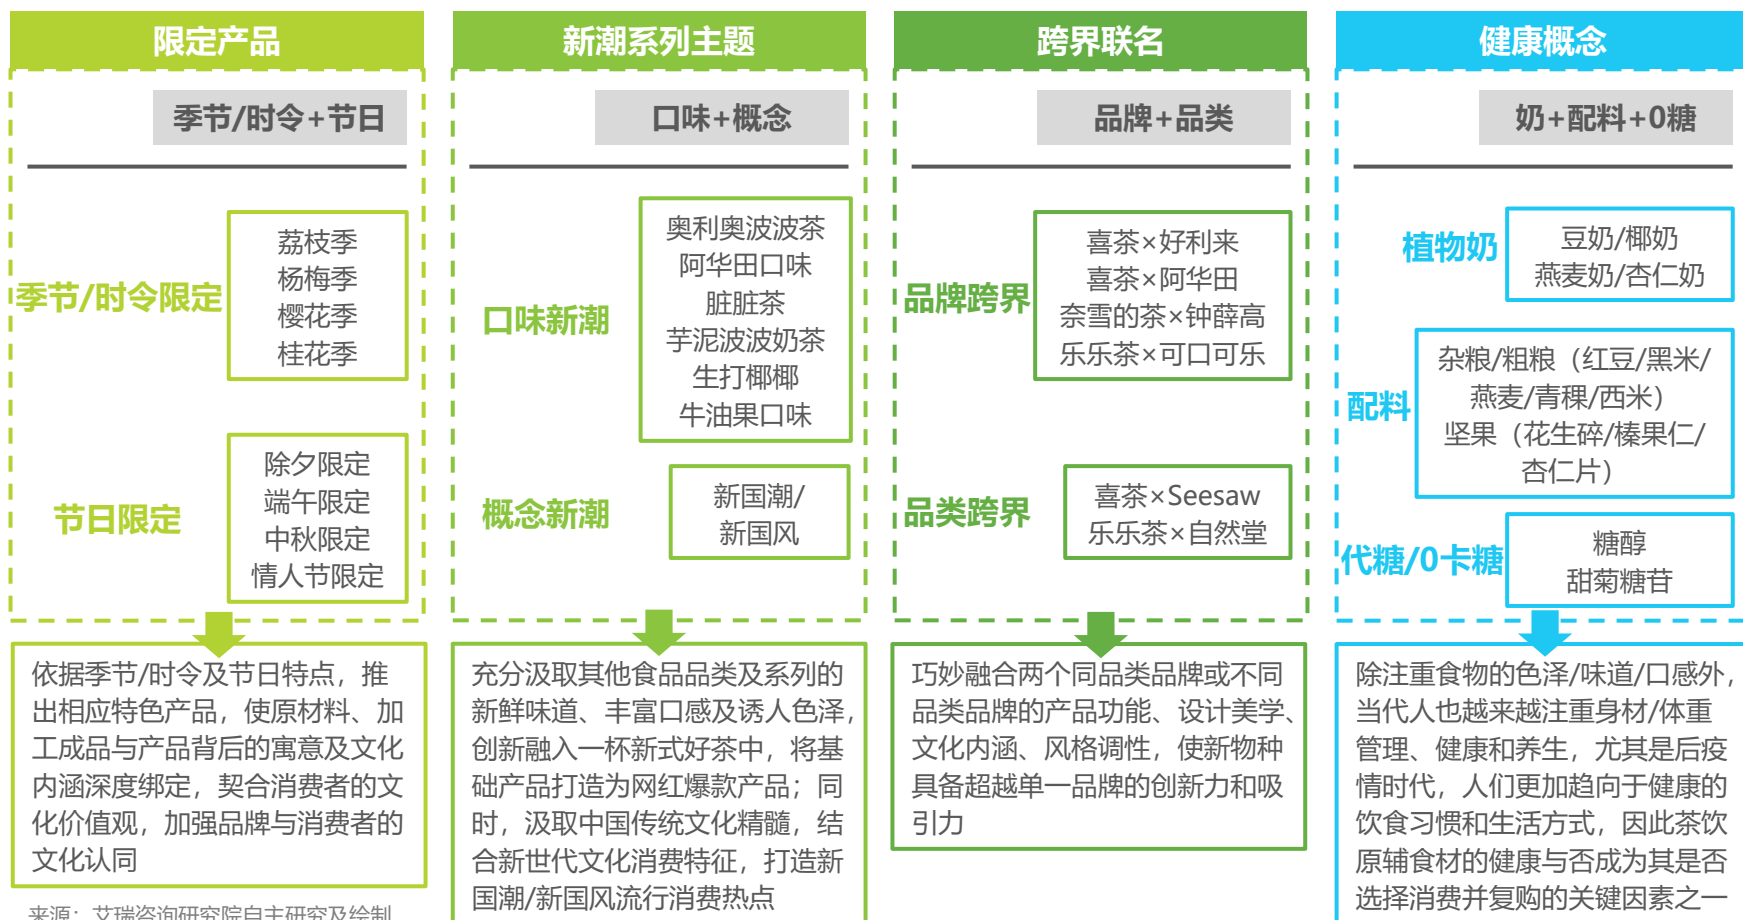 限定产品
季节/时令+节日
季节/时令限定
荔枝季
杨梅季
樱花季
桂花季
节日限定
除夕限定
端午限定
中秋限定
情人节限定
依据季节/时令及节日特点，推
出相应特色产品，使原材料、加
工成品与产品背后的寓意及文化
内涵深度绑定，契合消费者的文
化价值观，加强品牌与消费者的
文化认同
新潮系列主题
口味+概念
口味新潮
奥利奥波波茶
阿华田口味
脏脏茶
芋泥波波奶茶
生打椰椰
牛油果口味
概念新潮
新国潮/
新国风
充分汲取其他食品品类及系列的
新鲜味道、丰富口感及诱人色泽，
创新融入一杯新式好茶中，将基
础产品打造为网红爆款产品；同
时，汲取中国传统文化精髓，结
合新世代文化消费特征，打造新
国潮/新国风流行消费热点
跨界联名
品牌+品类
品牌跨界
喜茶×好利来
喜茶×阿华田
奈雪的茶×钟薛高
乐乐茶×可口可乐
品类跨界
喜茶×Seesaw
乐乐茶×自然堂
巧妙融合两个同品类品牌或不同
品类品牌的产品功能、设计美学、
文化内涵、风格调性，使新物种
具备超越单一品牌的创新力和吸
引力
健康概念
奶+配料+0糖
植物奶
豆奶/椰奶
燕麦奶/杏仁奶
配料
杂粮/粗粮（红豆/黑米/
燕麦/青稞/西米）
坚果（花生碎/榛果仁/
杏仁片）
代糖/0卡糖
糖醇
甜菊糖苷
除注重食物的色泽/味道/口感外，
当代人也越来越注重身材/体重
管理、健康和养生，尤其是后疫
情时代，人们更加趋向于健康的
饮食习惯和生活方式，因此茶饮
原辅食材的健康与否成为其是否
选择消费并复购的关键因素之一
来源：艾瑞咨询研究院自主研究及绘制